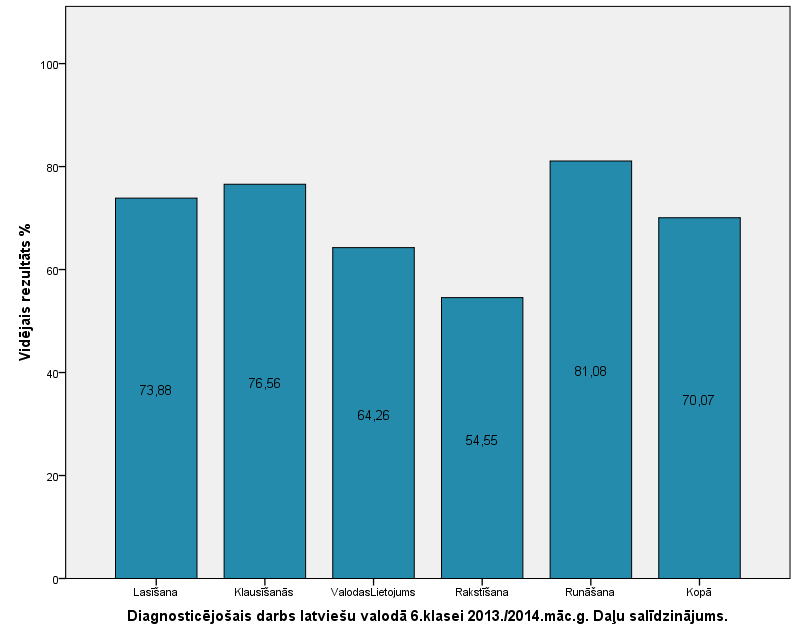 Vidējais rezultāts %
100
80
60
40
20
0
73,88
76,56
64,26
54,55
81,08
70,07
Lasīšana
Klausīšanās
ValodasLietojums
Rakstīšana
Runāšana
Kopā
Diagnosticējošais darbs latviešu valodā 6.klasei 2013./2014.māc.g. Daļu salīdzinājums.